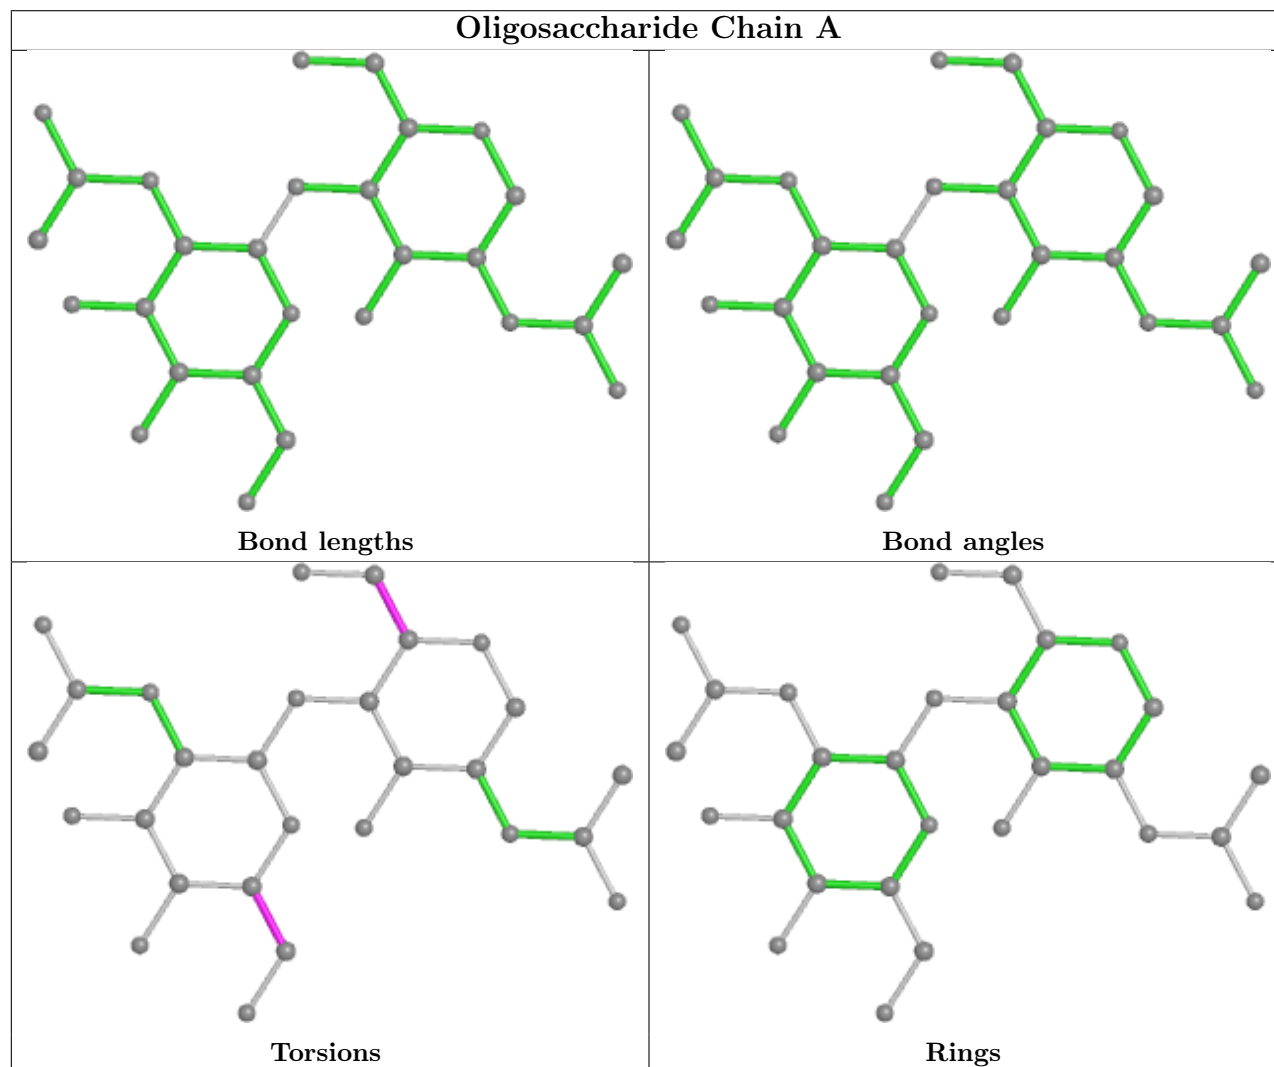 Oligosaccharide Chain A
Bond lengths
Bond angles
Torsions
Rings